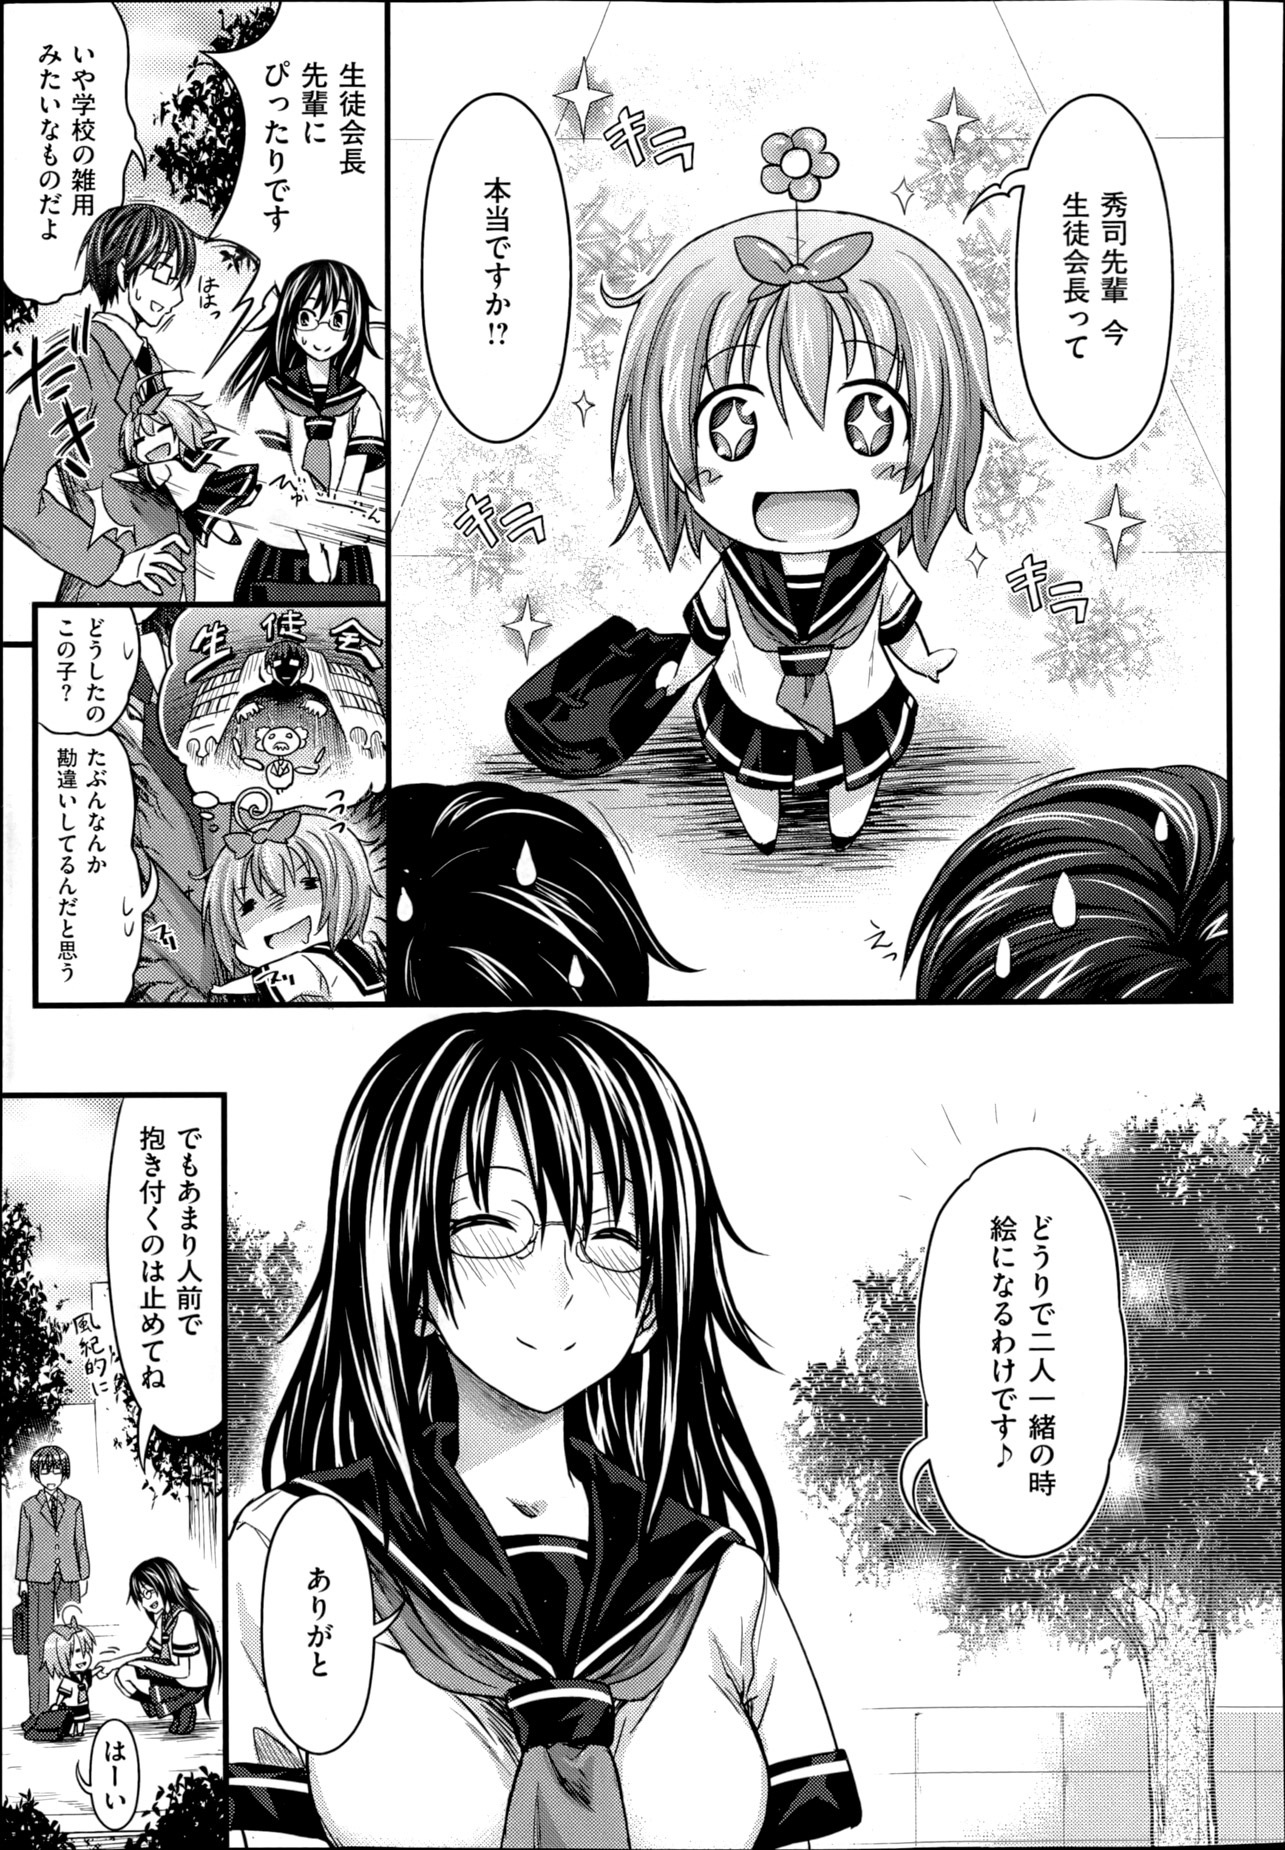 秀司先輩 今
生徒会長って
本当ですか!?
キラ
キラ
キラ
生徒会長
先輩に
ぴったりです
いや学校の雑用
みたいなものだよ
ははっ
生徒会
どうしたの
この子?
たぶんなんか
勘違いしてるんだと思う
どうりで二人一緒の時
絵になるわけです♪
ありがと
でもあまり人前で
抱き付くのは止めてね
風紀的に
はーい